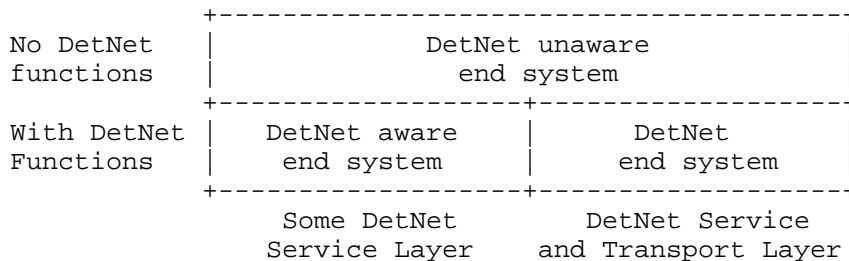 +----------------------------------------
No DetNet | DetNet unaware
functions | end system
+-------------------+--------------------
With DetNet | DetNet aware | DetNet
Functions | end system | end system
+-------------------+--------------------
Some DetNet DetNet Service
Service Layer and Transport Layer